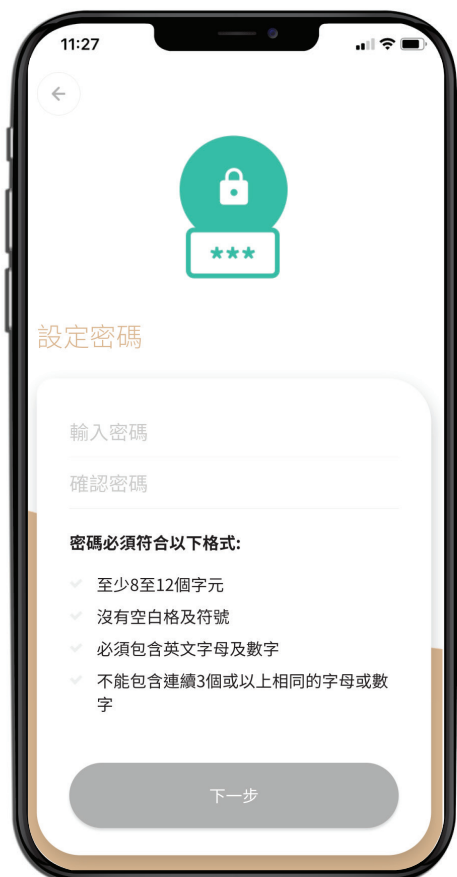 11:27
***
設定密碼
輸入密碼
確認密碼
密碼必須符合以下格式:
至少8至12個字元
沒有空白格及符號
必須包含英文字母及數字
不能包含連續3個或以上相同的字母或數
字
下一步